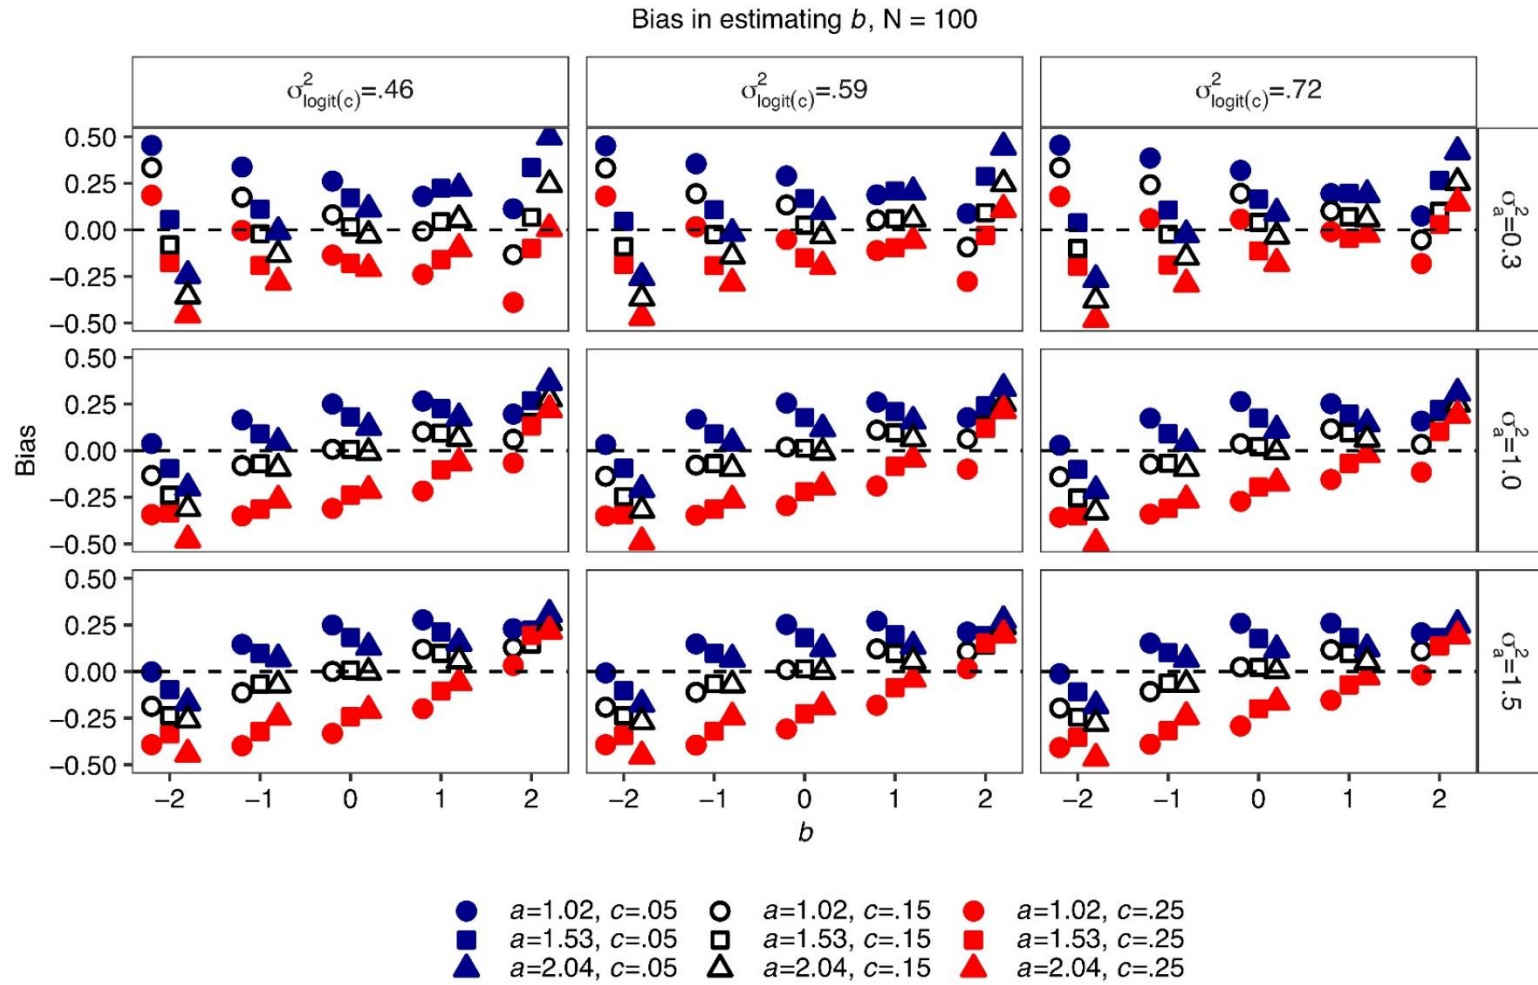 Bias in estimating b, N = 100
σ²logit(c)=.46 σ²logit(c)=.59 σ²logit(c)=.72
0.50
0.25
0.00
−0.25
−0.50
σ²a=0.3
0.50
0.25
0.00
−0.25
−0.50
σ²a=1.0
0.50
0.25
0.00
−0.25
−0.50
σ²a=1.5
Bias
−2 −1 0 1 2 −2 −1 0 1 2 −2 −1 0 1 2
b
a=1.02, c=.05 a=1.02, c=.15 a=1.02, c=.25
a=1.53, c=.05 a=1.53, c=.15 a=1.53, c=.25
a=2.04, c=.05 a=2.04, c=.15 a=2.04, c=.25